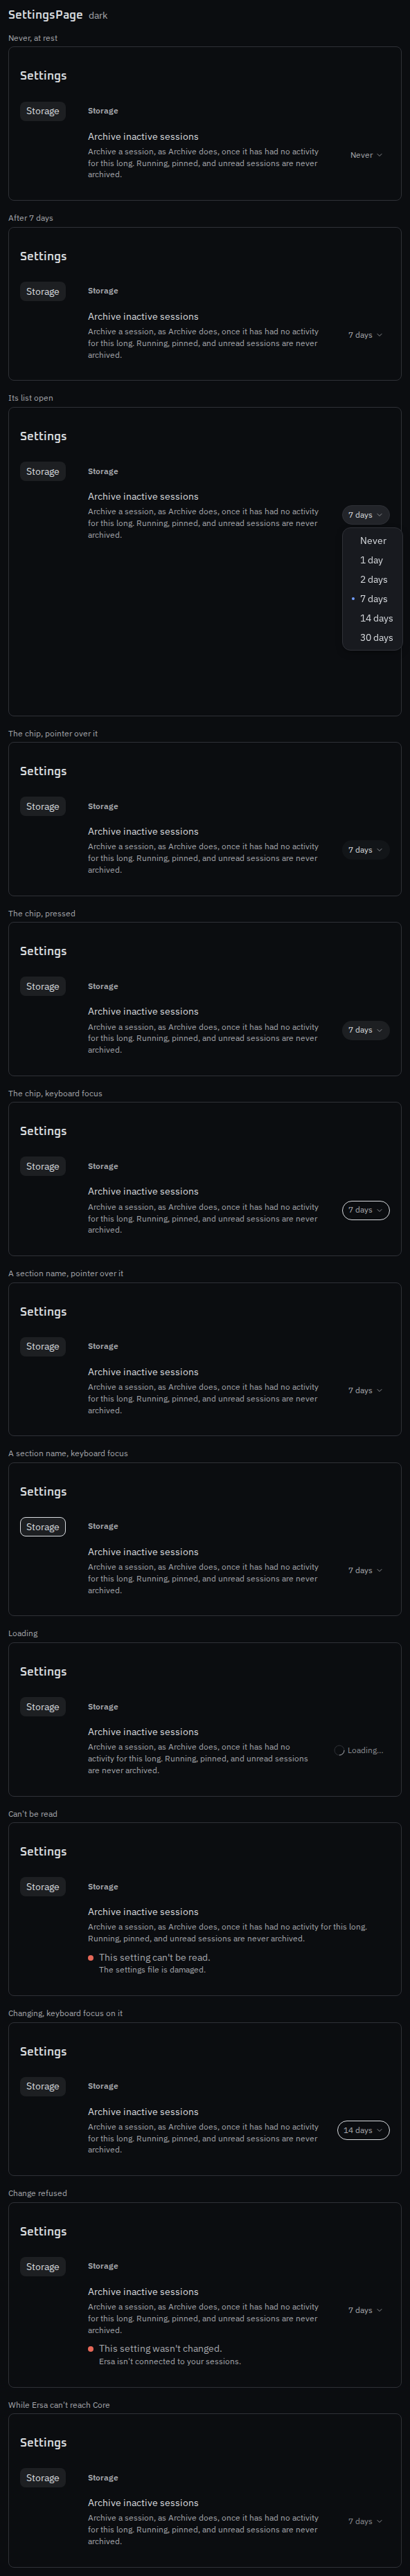 SettingsPage dark
Never, at rest
Settings
Storage
Storage
Archive inactive sessions
Archive a session, as Archive does, once it has had no activity
for this long. Running, pinned, and unread sessions are never
archived.
Never
After 7 days
Settings
Storage
Storage
Archive inactive sessions
Archive a session, as Archive does, once it has had no activity
for this long. Running, pinned, and unread sessions are never
archived.
7 days
Its list open
Settings
Storage
Storage
Archive inactive sessions
Archive a session, as Archive does, once it has had no activity
for this long. Running, pinned, and unread sessions are never
archived.
7 days
Never
1 day
2 days
7 days
14 days
30 days
The chip, pointer over it
Settings
Storage
Storage
Archive inactive sessions
Archive a session, as Archive does, once it has had no activity
for this long. Running, pinned, and unread sessions are never
archived.
7 days
The chip, pressed
Settings
Storage
Storage
Archive inactive sessions
Archive a session, as Archive does, once it has had no activity
for this long. Running, pinned, and unread sessions are never
archived.
7 days
The chip, keyboard focus
Settings
Storage
Storage
Archive inactive sessions
Archive a session, as Archive does, once it has had no activity
for this long. Running, pinned, and unread sessions are never
archived.
7 days
A section name, pointer over it
Settings
Storage
Storage
Archive inactive sessions
Archive a session, as Archive does, once it has had no activity
for this long. Running, pinned, and unread sessions are never
archived.
7 days
A section name, keyboard focus
Settings
Storage
Storage
Archive inactive sessions
Archive a session, as Archive does, once it has had no activity
for this long. Running, pinned, and unread sessions are never
archived.
7 days
Loading
Settings
Storage
Storage
Archive inactive sessions
Archive a session, as Archive does, once it has had no
activity for this long. Running, pinned, and unread sessions
are never archived.
Loading...
Can't be read
Settings
Storage
Storage
Archive inactive sessions
Archive a session, as Archive does, once it has had no activity for this long.
Running, pinned, and unread sessions are never archived.
This setting can't be read.
The settings file is damaged.
Changing, keyboard focus on it
Settings
Storage
Storage
Archive inactive sessions
Archive a session, as Archive does, once it has had no activity
for this long. Running, pinned, and unread sessions are never
archived.
14 days
Change refused
Settings
Storage
Storage
Archive inactive sessions
Archive a session, as Archive does, once it has had no activity
for this long. Running, pinned, and unread sessions are never
archived.
7 days
This setting wasn't changed.
Ersa isn't connected to your sessions.
While Ersa can't reach Core
Settings
Storage
Storage
Archive inactive sessions
Archive a session, as Archive does, once it has had no activity
for this long. Running, pinned, and unread sessions are never
archived.
7 days